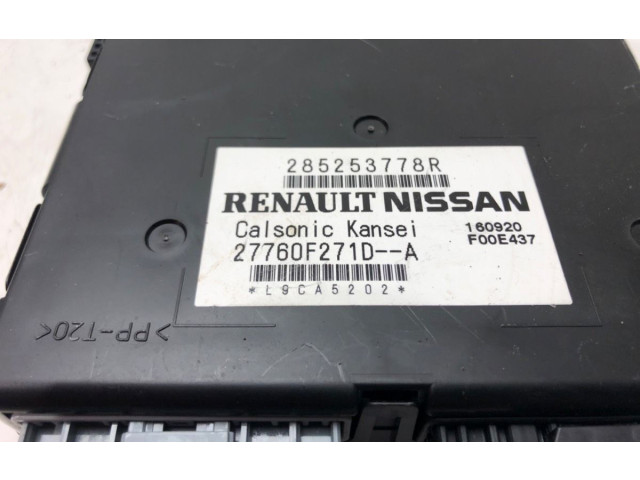 285253778R
RENAULT NISSAN
Calsonic Kansei 160920
27760F271D--A F00E437
*L9CA5202*
>PP-T20<